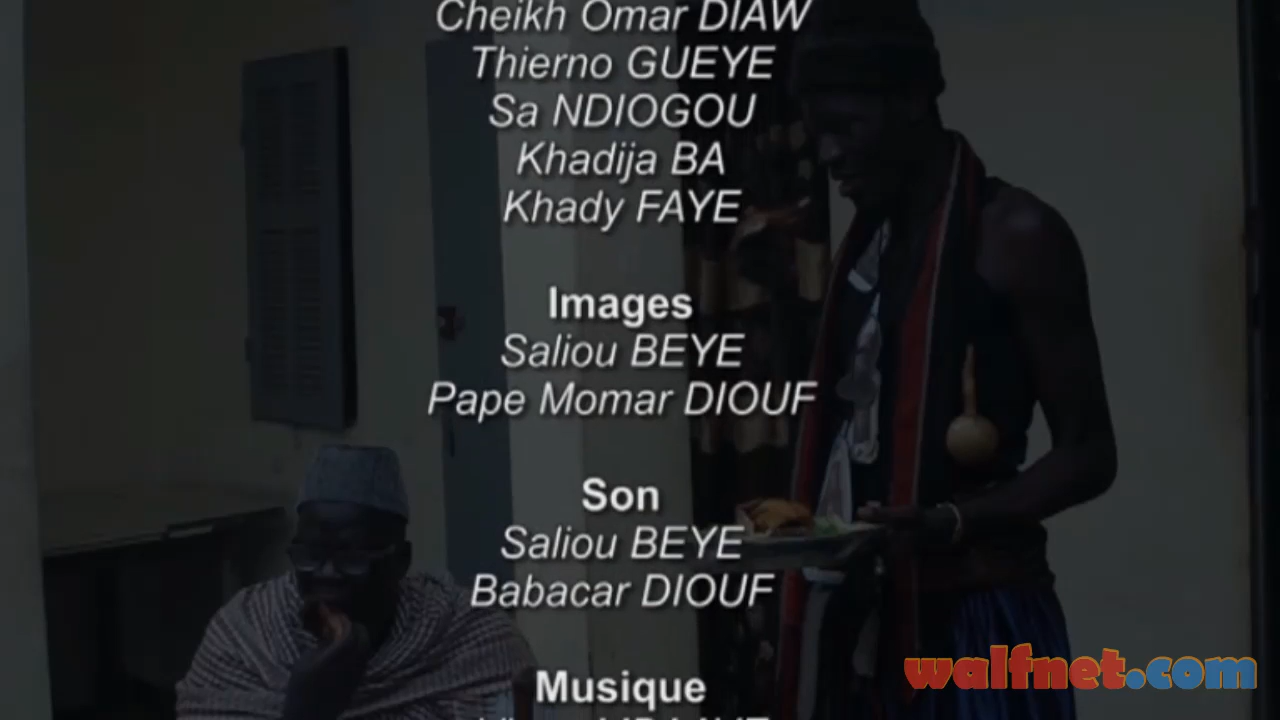 Cheikh Omar DIAW
Thierno GUEYE
Sa NDIOGOU
Khadija BA
Khady FAYE
Images
Saliou BEYE
Pape Momar DIOUF
Son
Saliou BEYE
Babacar DIOUF
Musique
walfnet.com